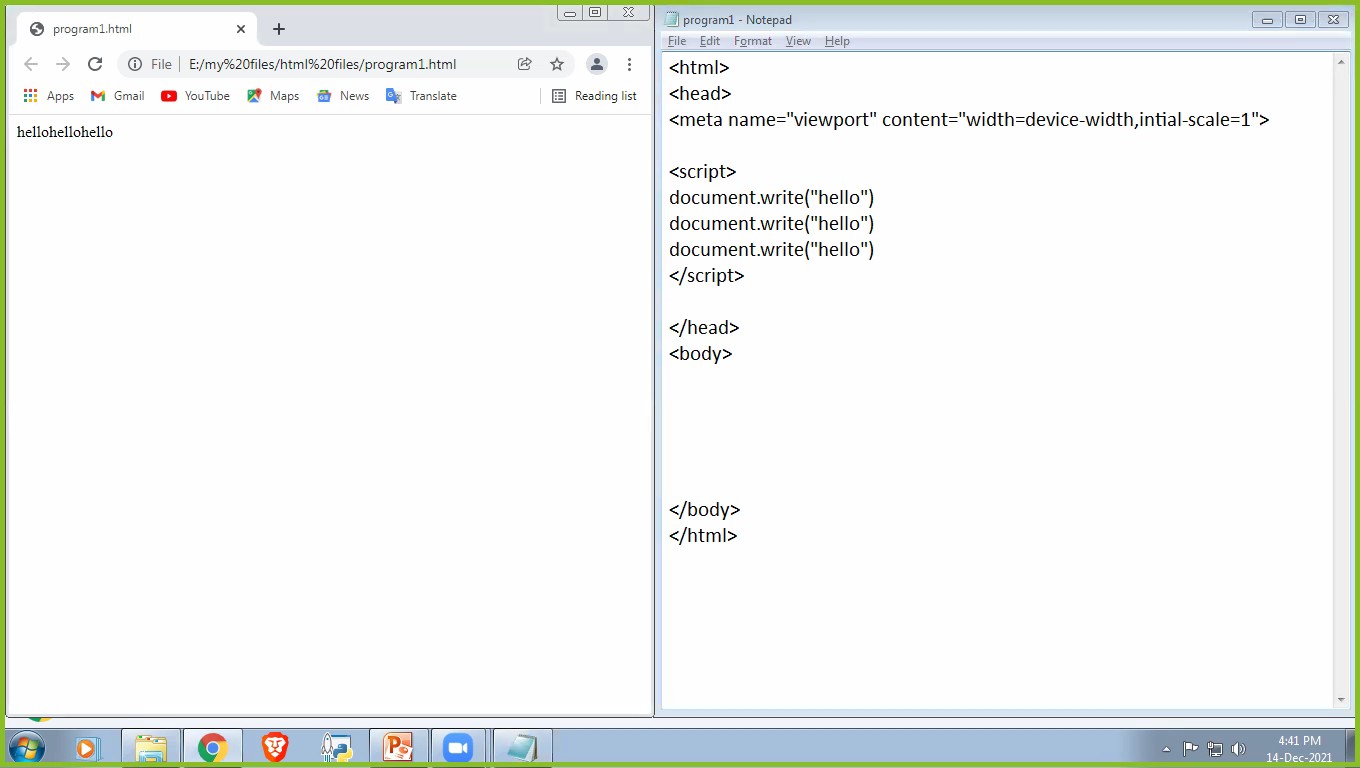 program1.html
File
E:/my%20files/html%20files/program1.html
Apps
Gmail
YouTube
Maps
News
Translate
Reading list
hellohellohello
program1 - Notepad
File Edit Format View Help
<html>
<head>
<meta name="viewport" content="width=device-width,intial-scale=1">
<script>
document.write("hello")
document.write("hello")
document.write("hello")
</script>
</head>
<body>
</body>
</html>
4:41 PM
14-Dec-2021